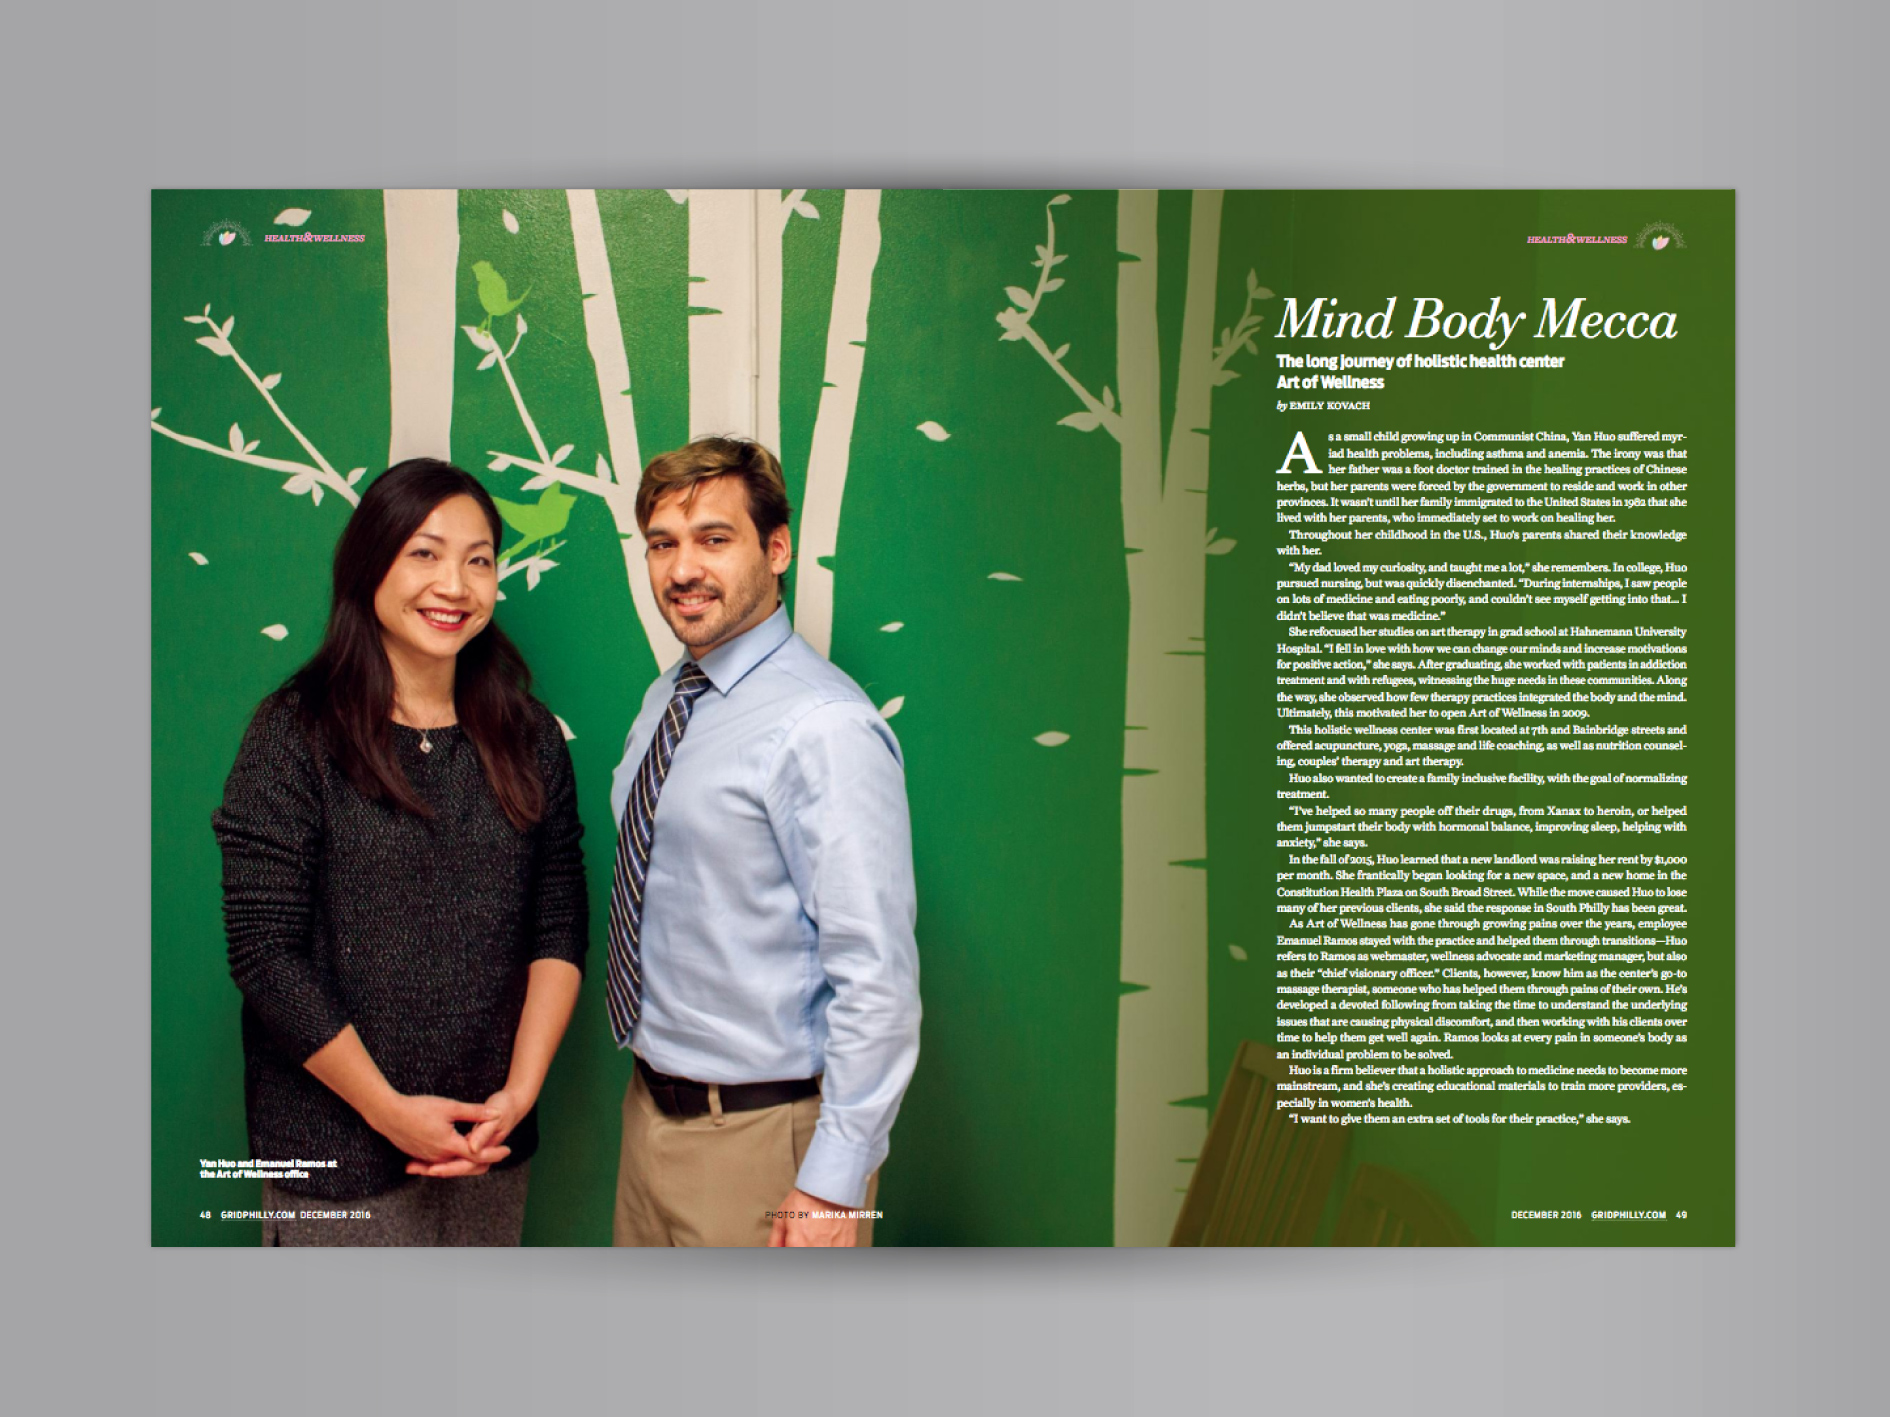 HEALTH&WELLNESS
Yan Huo and Emanuel Ramos at
the Art of Wellness office
48 GRIDPHILLY.COM DECEMBER 2016
PHOTO BY MARIKA MIRREN
HEALTH&WELLNESS
Mind Body Mecca
The long journey of holistic health center
Art of Wellness
by EMILY KOVACH
As a small child growing up in Communist China, Yan Huo suffered myr-
iad health problems, including asthma and anemia. The irony was that
her father was a foot doctor trained in the healing practices of Chinese
herbs, but her parents were forced by the government to reside and work in other
provinces. It wasn't until her family immigrated to the United States in 1982 that she
lived with her parents, who immediately set to work on healing her.
Throughout her childhood in the U.S., Huo's parents shared their knowledge
with her.
“My dad loved my curiosity, and taught me a lot,” she remembers. In college, Huo
pursued nursing, but was quickly disenchanted. “During internships, I saw people
on lots of medicine and eating poorly, and couldn't see myself getting into that... I
didn't believe that was medicine.”
She refocused her studies on art therapy in grad school at Hahnemann University
Hospital. “I fell in love with how we can change our minds and increase motivations
for positive action,” she says. After graduating, she worked with patients in addiction
treatment and with refugees, witnessing the huge needs in these communities. Along
the way, she observed how few therapy practices integrated the body and the mind.
Ultimately, this motivated her to open Art of Wellness in 2009.
This holistic wellness center was first located at 7th and Bainbridge streets and
offered acupuncture, yoga, massage and life coaching, as well as nutrition counsel-
ing, couples' therapy and art therapy.
Huo also wanted to create a family inclusive facility, with the goal of normalizing
treatment.
“I've helped so many people off their drugs, from Xanax to heroin, or helped
them jumpstart their body with hormonal balance, improving sleep, helping with
anxiety,” she says.
In the fall of 2015, Huo learned that a new landlord was raising her rent by $1,000
per month. She frantically began looking for a new space, and a new home in the
Constitution Health Plaza on South Broad Street. While the move caused Huo to lose
many of her previous clients, she said the response in South Philly has been great.
As Art of Wellness has gone through growing pains over the years, employee
Emanuel Ramos stayed with the practice and helped them through transitions—Huo
refers to Ramos as webmaster, wellness advocate and marketing manager, but also
as their “chief visionary officer.” Clients, however, know him as the center's go-to
massage therapist, someone who has helped them through pains of their own. He's
developed a devoted following from taking the time to understand the underlying
issues that are causing physical discomfort, and then working with his clients over
time to help them get well again. Ramos looks at every pain in someone's body as
an individual problem to be solved.
Huo is a firm believer that a holistic approach to medicine needs to become more
mainstream, and she's creating educational materials to train more providers, es-
pecially in women's health.
“I want to give them an extra set of tools for their practice,” she says.
DECEMBER 2016 GRIDPHILLY.COM 49